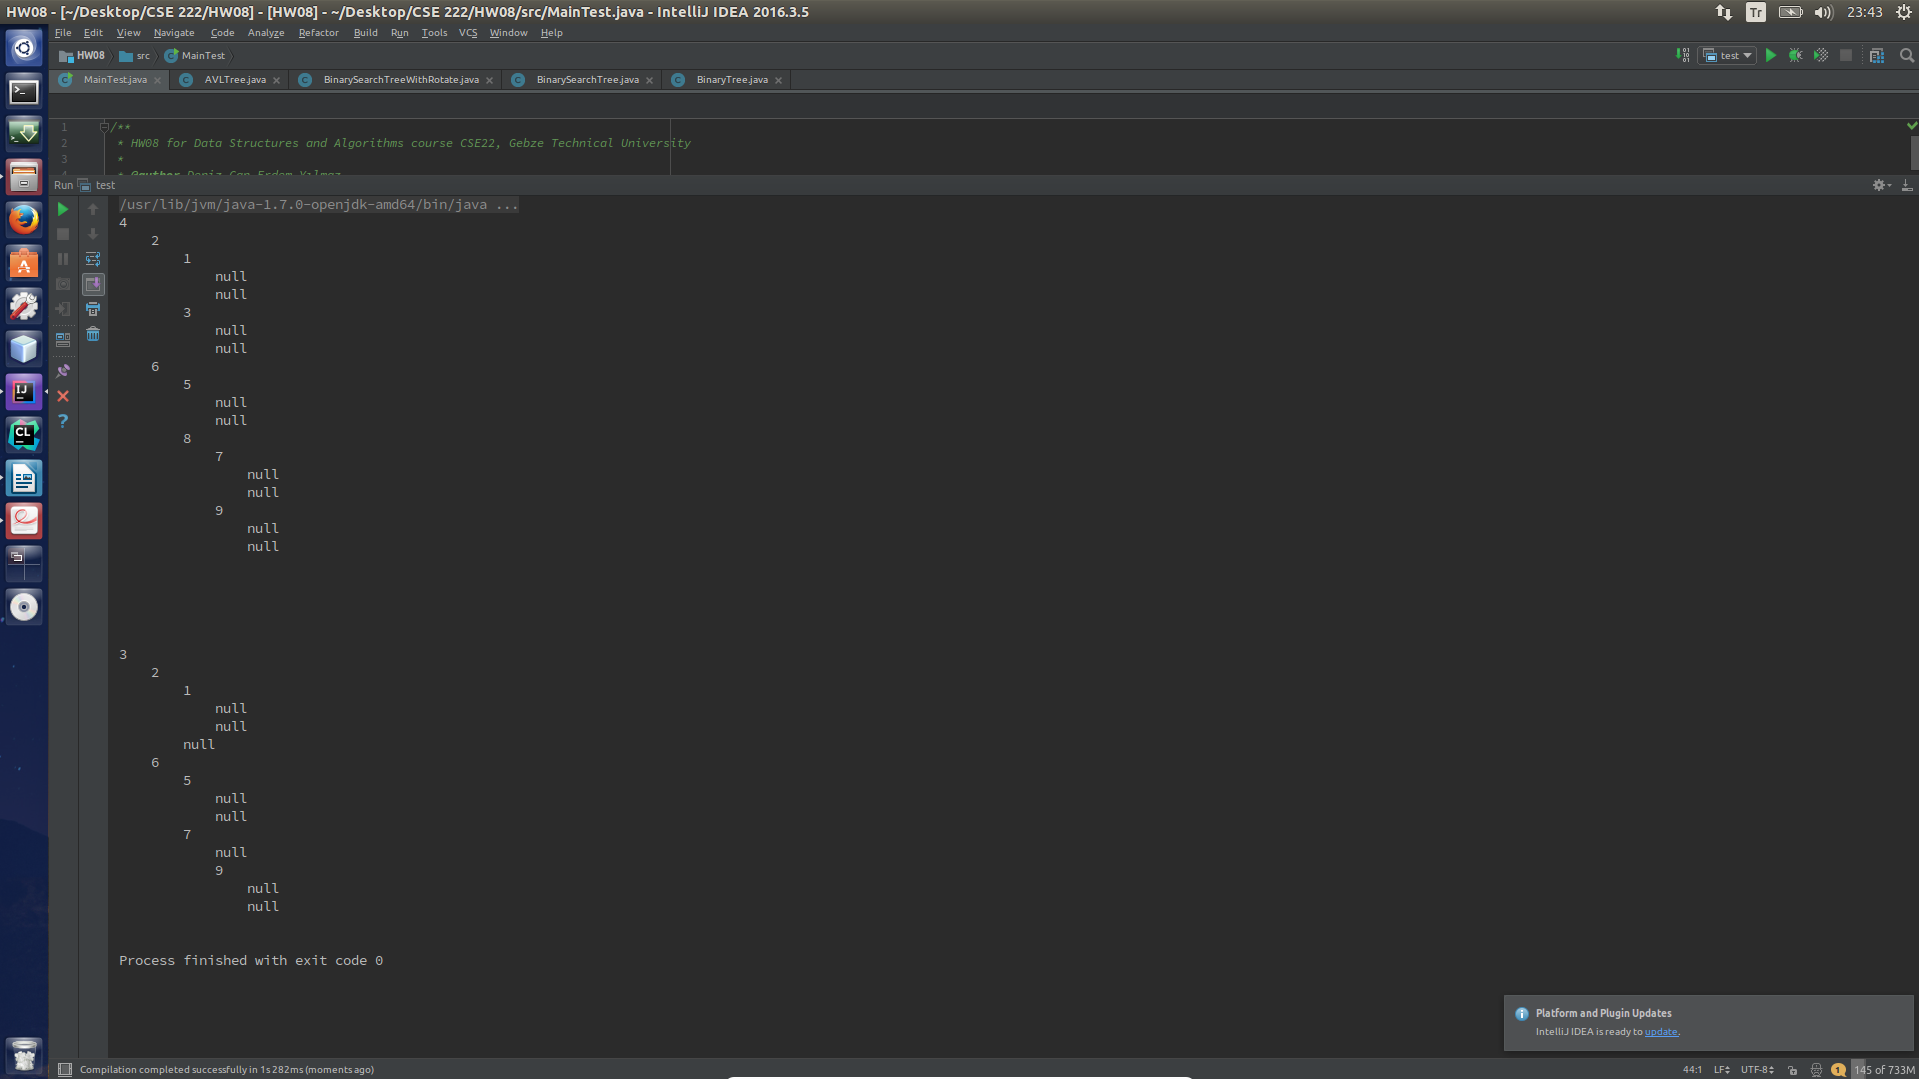 HW08 - [~/Desktop/CSE 222/HW08] - [HW08] - ~/Desktop/CSE 222/HW08/src/MainTest.java - IntelliJ IDEA 2016.3.5
Tr
23:43
File Edit View Navigate Code Analyze Refactor Build Run Tools VCS Window Help
HW08 src MainTest
test
MainTest.java AVLTree.java BinarySearchTreeWithRotate.java BinarySearchTree.java BinaryTree.java
1 /**
2 * HW08 for Data Structures and Algorithms course CSE22, Gebze Technical University
3 *
Run test
/usr/lib/jvm/java-1.7.0-openjdk-amd64/bin/java ...
4
2
1
null
null
3
null
null
6
5
null
null
8
7
null
null
9
null
null
3
2
1
null
null
null
6
5
null
null
7
null
9
null
null
Process finished with exit code 0
Platform and Plugin Updates
IntelliJ IDEA is ready to update.
Compilation completed successfully in 1s 282ms (moments ago)
44:1 LF UTF-8 1 145 of 733M